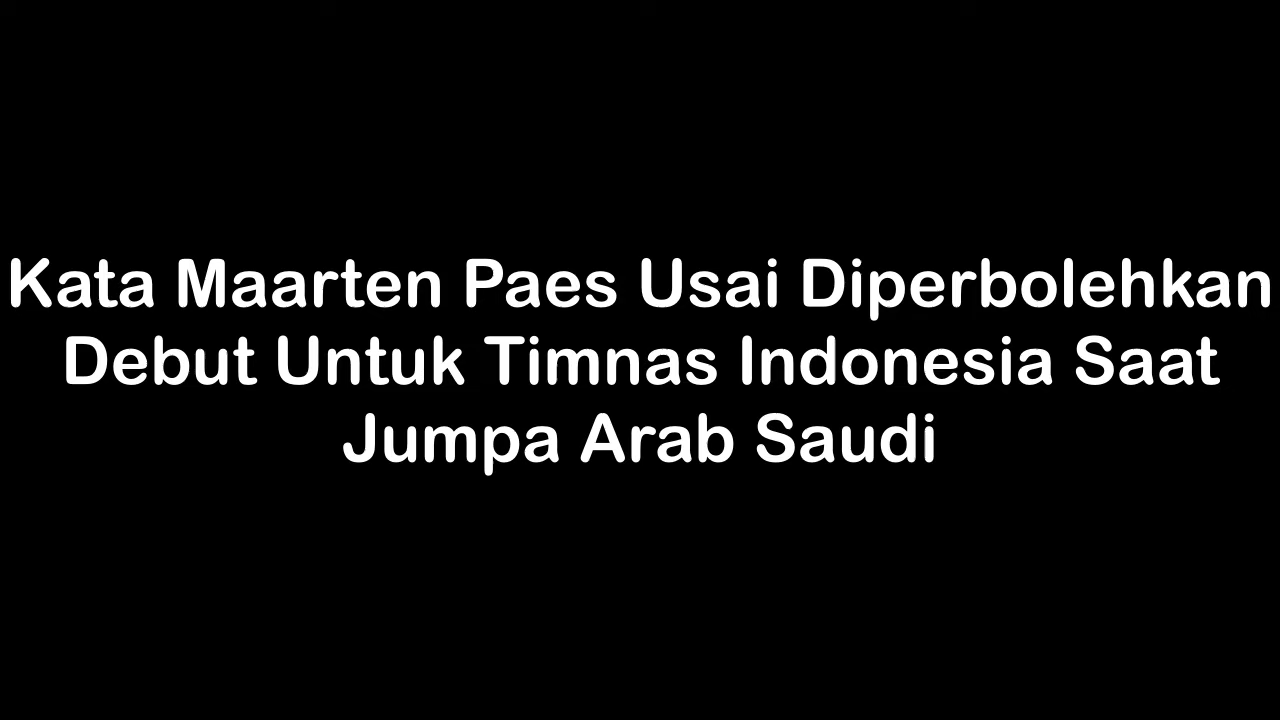 Kata Maarten Paes Usai Diperbolehkan
Debut Untuk Timnas Indonesia Saat
Jumpa Arab Saudi